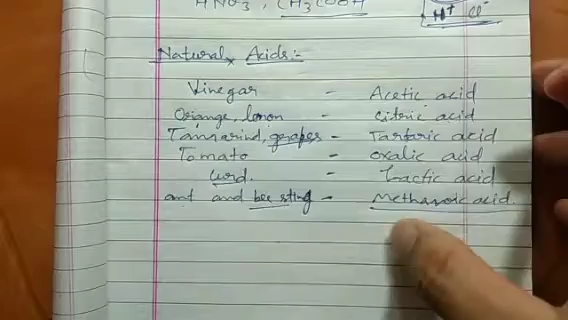 HNO3, CH3COOH
H+ Cl-
Natural Acids:-
Vinegar - Acetic acid
Orange, lemon - citric acid
Tamarind, grapes - Tartaric acid
Tomato - oxalic acid
curd. - Lactic acid
ant and bee sting - Methanoic acid.